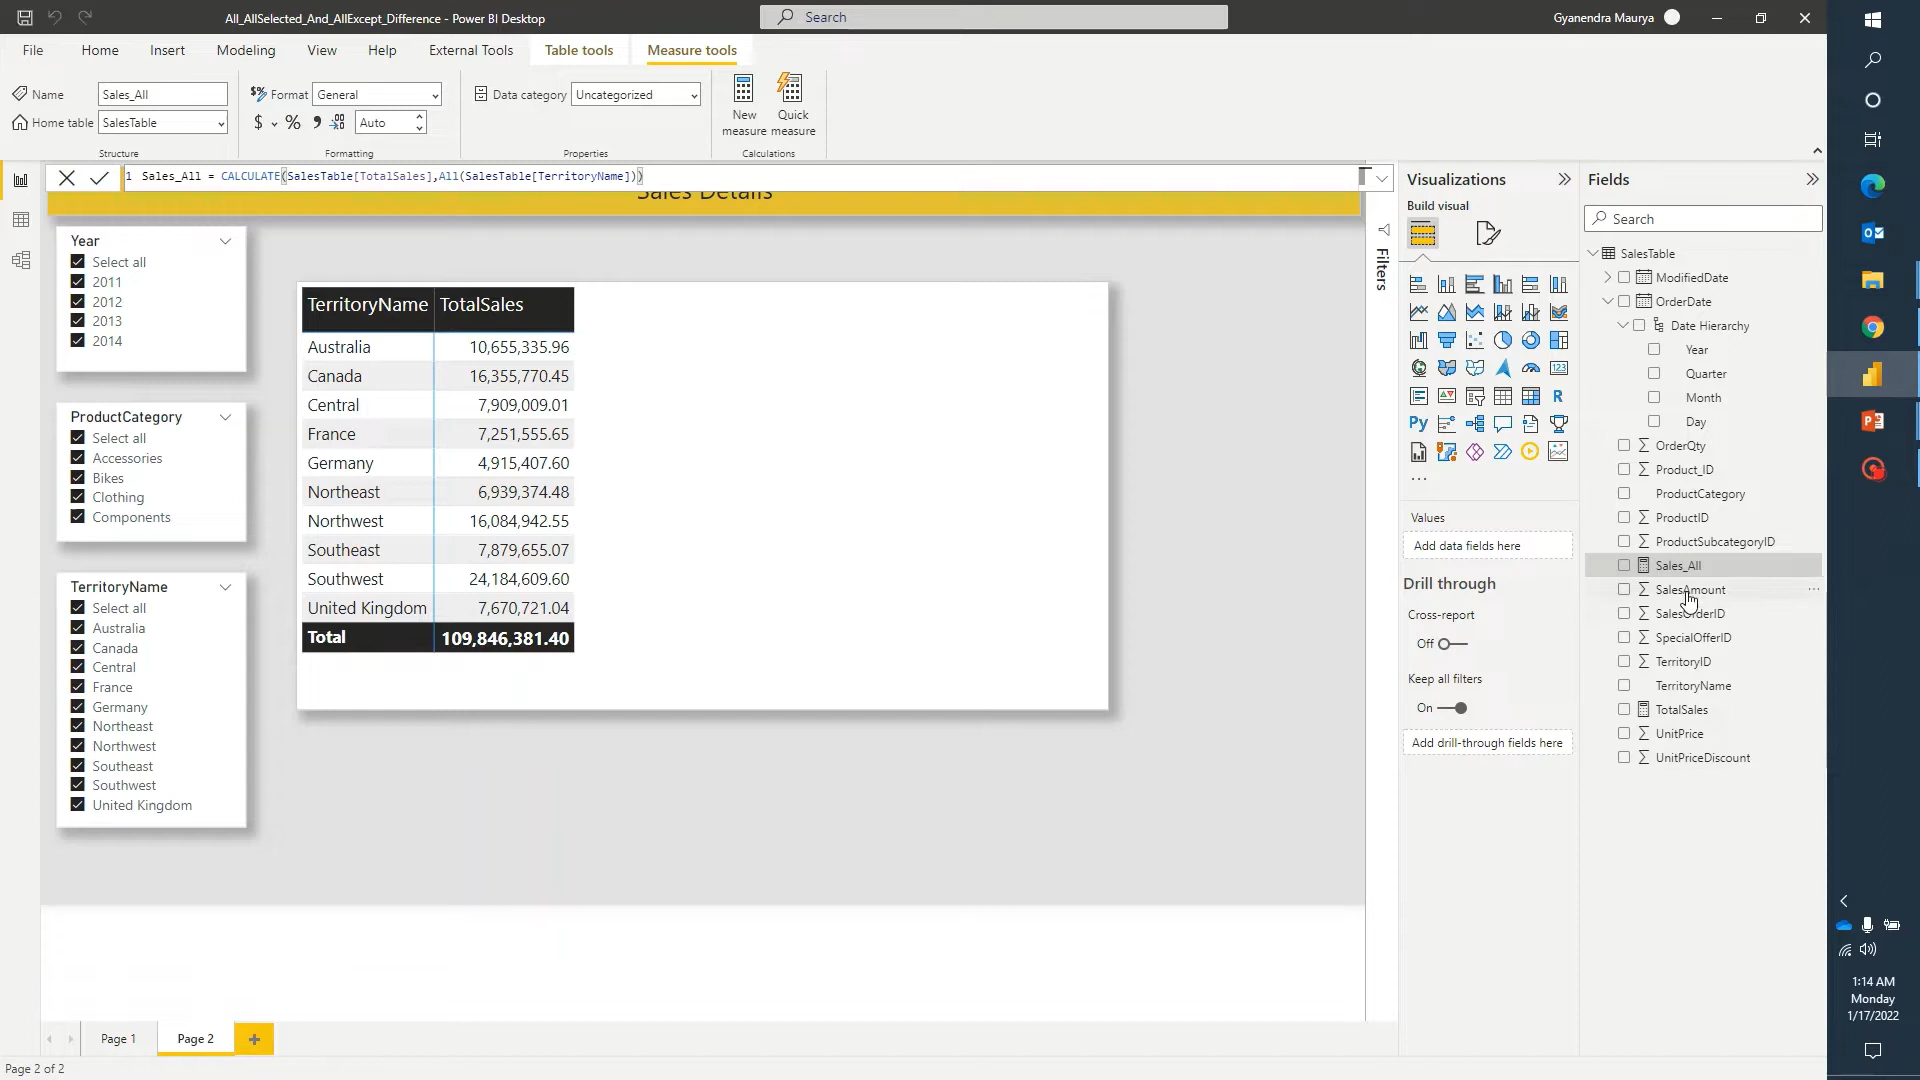 All_AllSelected_And_AllExcept_Difference - Power BI Desktop
Search
Gyanendra Maurya
File
Home
Insert
Modeling
View
Help
External Tools
Table tools
Measure tools
Name
Sales_All
Home table
SalesTable
Structure
Format
General
$
%
Auto
Formatting
Data category
Uncategorized
Properties
New
measure
Quick
measure
Calculations
1 Sales_All = CALCULATE(SalesTable[TotalSales],All(SalesTable[TerritoryName]))
Sales Details
Year
Select all
2011
2012
2013
2014
ProductCategory
Select all
Accessories
Bikes
Clothing
Components
TerritoryName
Select all
Australia
Canada
Central
France
Germany
Northeast
Northwest
Southeast
Southwest
United Kingdom
TerritoryName TotalSales
Australia 10,655,335.96
Canada 16,355,770.45
Central 7,909,009.01
France 7,251,555.65
Germany 4,915,407.60
Northeast 6,939,374.48
Northwest 16,084,942.55
Southeast 7,879,655.07
Southwest 24,184,609.60
United Kingdom 7,670,721.04
Total 109,846,381.40
Filters
Visualizations
Build visual
123
R
Py
Values
Add data fields here
Drill through
Cross-report
Off
Keep all filters
On
Add drill-through fields here
Fields
Search
SalesTable
ModifiedDate
OrderDate
Date Hierarchy
Year
Quarter
Month
Day
OrderQty
Product_ID
ProductCategory
ProductID
ProductSubcategoryID
Sales_All
SalesAmount
SalesOrderID
SpecialOfferID
TerritoryID
TerritoryName
TotalSales
UnitPrice
UnitPriceDiscount
1:14 AM
Monday
1/17/2022
Page 1
Page 2
Page 2 of 2